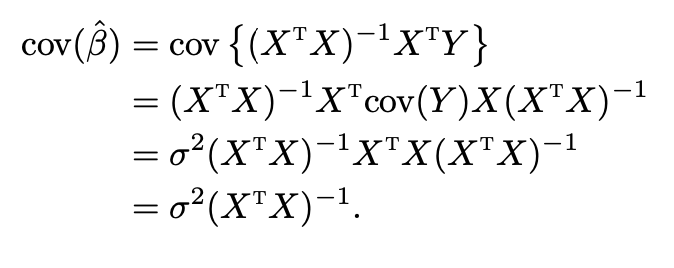 cov(β̂) = cov {(XᵀX)⁻¹XᵀY}
= (XᵀX)⁻¹Xᵀcov(Y)X(XᵀX)⁻¹
= σ²(XᵀX)⁻¹XᵀX(XᵀX)⁻¹
= σ²(XᵀX)⁻¹.